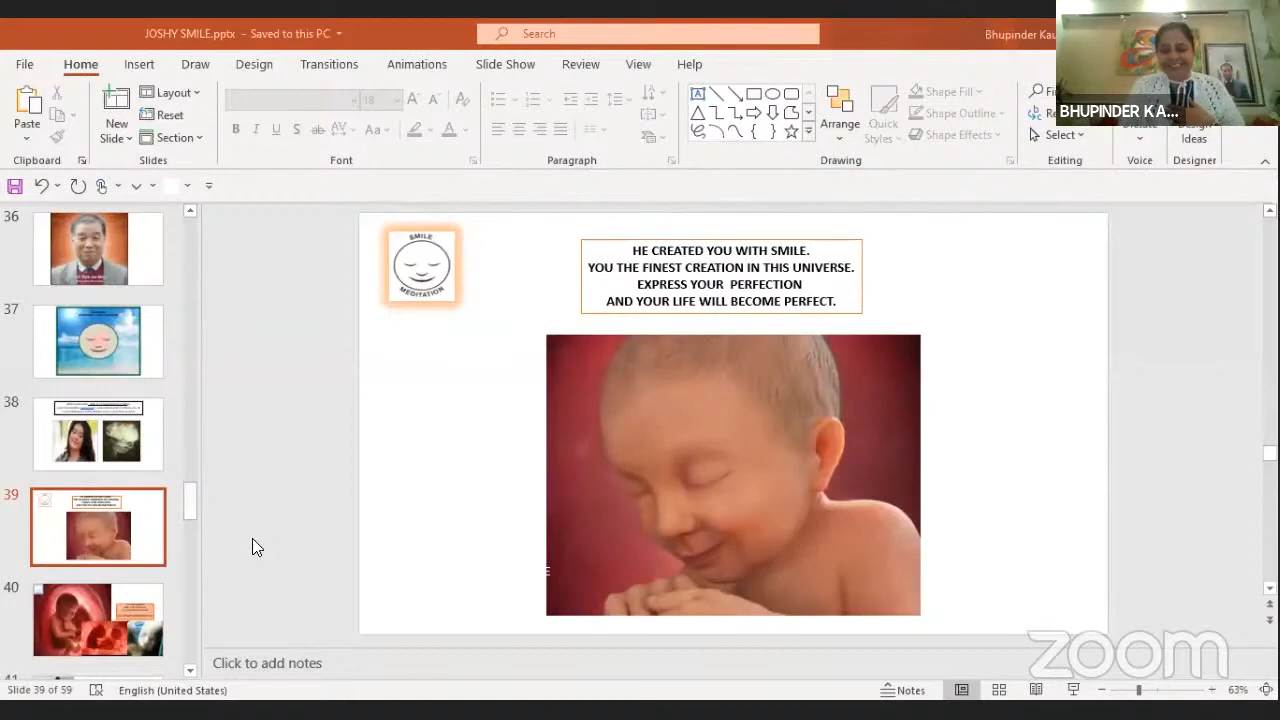 JOSHY SMILE.pptx - Saved to this PC
Search
Bhupinder Kau
File Home Insert Draw Design Transitions Animations Slide Show Review View Help
Paste
New
Slide
Layout
Reset
Section
18
Arrange
Quick
Styles
Shape Fill
Shape Outline
Shape Effects
Select
Design
Ideas
BHUPINDER KA...
Clipboard Slides Font Paragraph Drawing Editing Voice Designer
36
37
38
39
40
SMILE
MEDITATION
HE CREATED YOU WITH SMILE.
YOU THE FINEST CREATION IN THIS UNIVERSE.
EXPRESS YOUR PERFECTION
AND YOUR LIFE WILL BECOME PERFECT.
Click to add notes
zoom
Slide 39 of 59 English (United States) Notes 63%